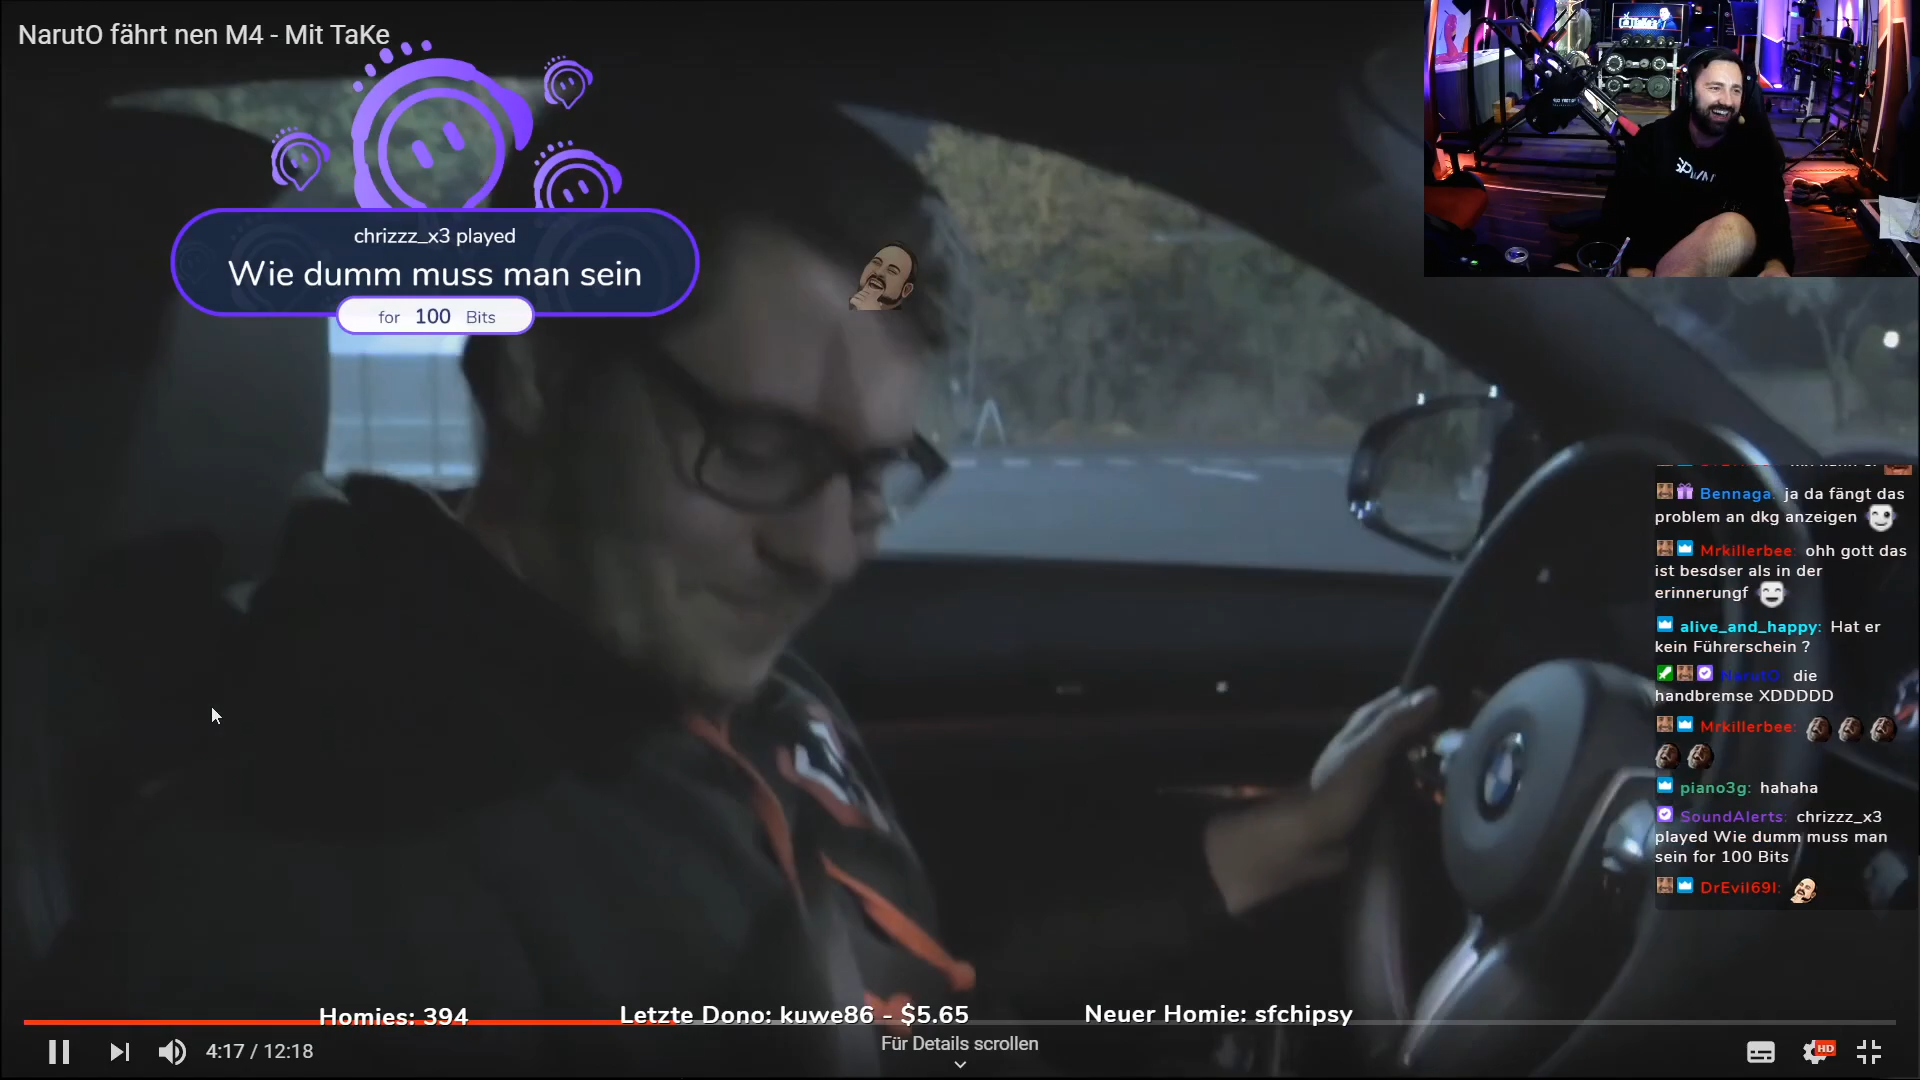 NarutO fährt nen M4 - Mit TaKe
chrizzz_x3 played
Wie dumm muss man sein
for 100 Bits
Bennaga: ja da fängt das
problem an dkg anzeigen
Mrkillerbee: ohh gott das
ist besdser als in der
erinnerungf
alive_and_happy: Hat er
kein Führerschein ?
NarutO: die
handbremse XDDDDD
Mrkillerbee:
piano3g: hahaha
SoundAlerts: chrizzz_x3
played Wie dumm muss man
sein for 100 Bits
DrEvil69l:
Homies: 394
Letzte Dono: kuwe86 - $5.65
Neuer Homie: sfchipsy
4:17 / 12:18
Für Details scrollen
HD